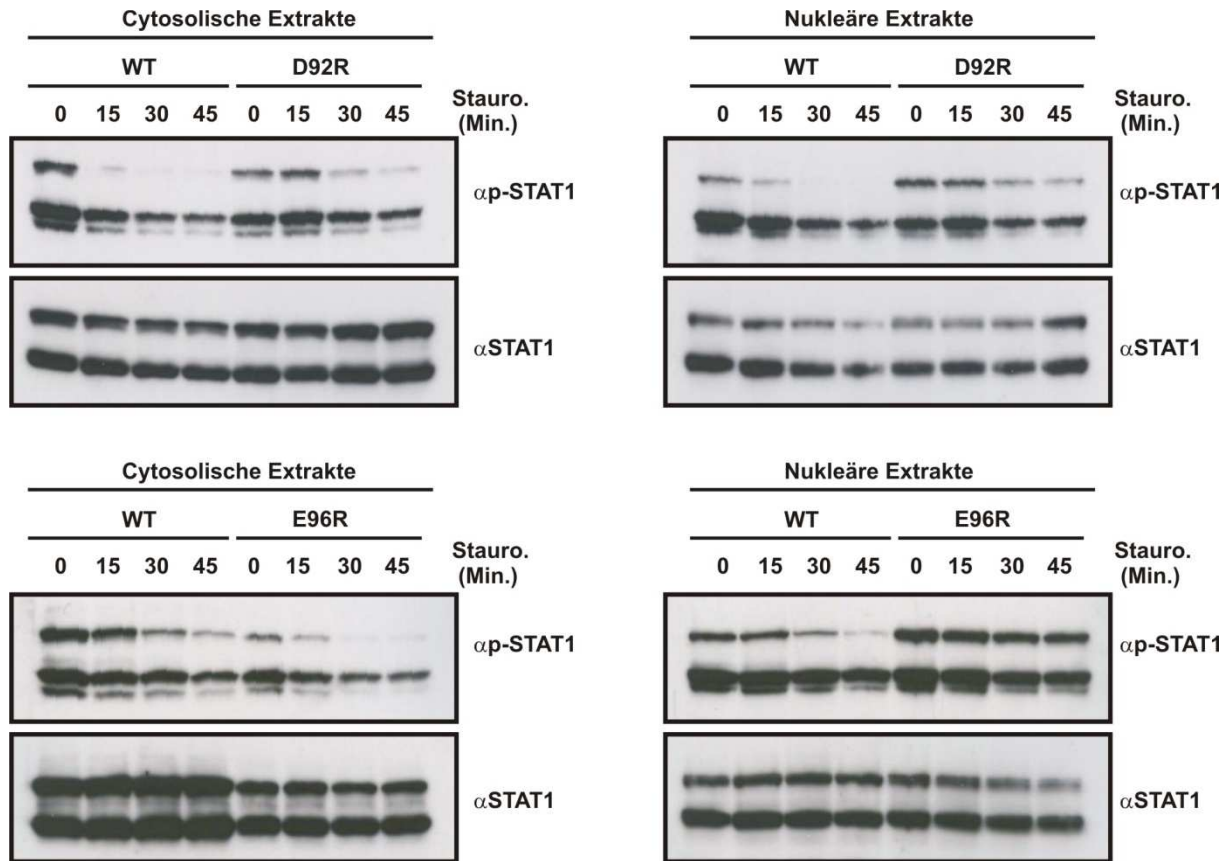 Cytosolische Extrakte
WT D92R
0 15 30 45 0 15 30 45 Stauro.
(Min.)
αp-STAT1
αSTAT1
Nukleäre Extrakte
WT D92R
0 15 30 45 0 15 30 45 Stauro.
(Min.)
αp-STAT1
αSTAT1
Cytosolische Extrakte
WT E96R
0 15 30 45 0 15 30 45 Stauro.
(Min.)
αp-STAT1
αSTAT1
Nukleäre Extrakte
WT E96R
0 15 30 45 0 15 30 45 Stauro.
(Min.)
αp-STAT1
αSTAT1